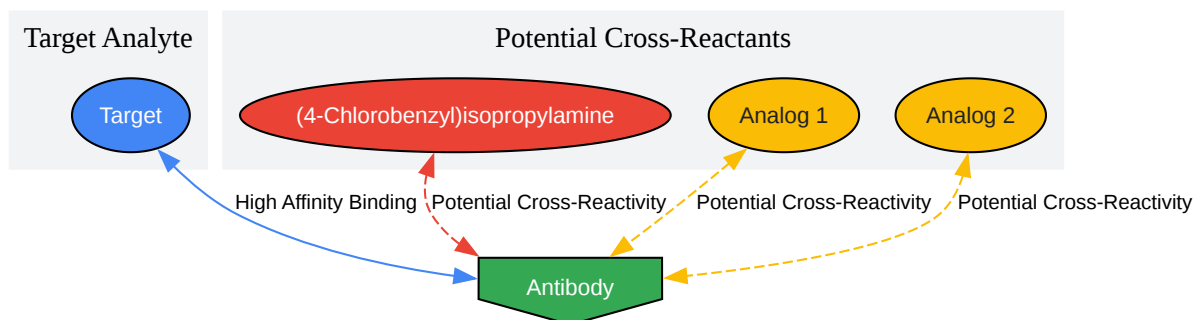 Target Analyte
Potential Cross-Reactants
Target
(4-Chlorobenzyl)isopropylamine
Analog 1
Analog 2
High Affinity Binding
Potential Cross-Reactivity
Potential Cross-Reactivity
Potential Cross-Reactivity
Antibody